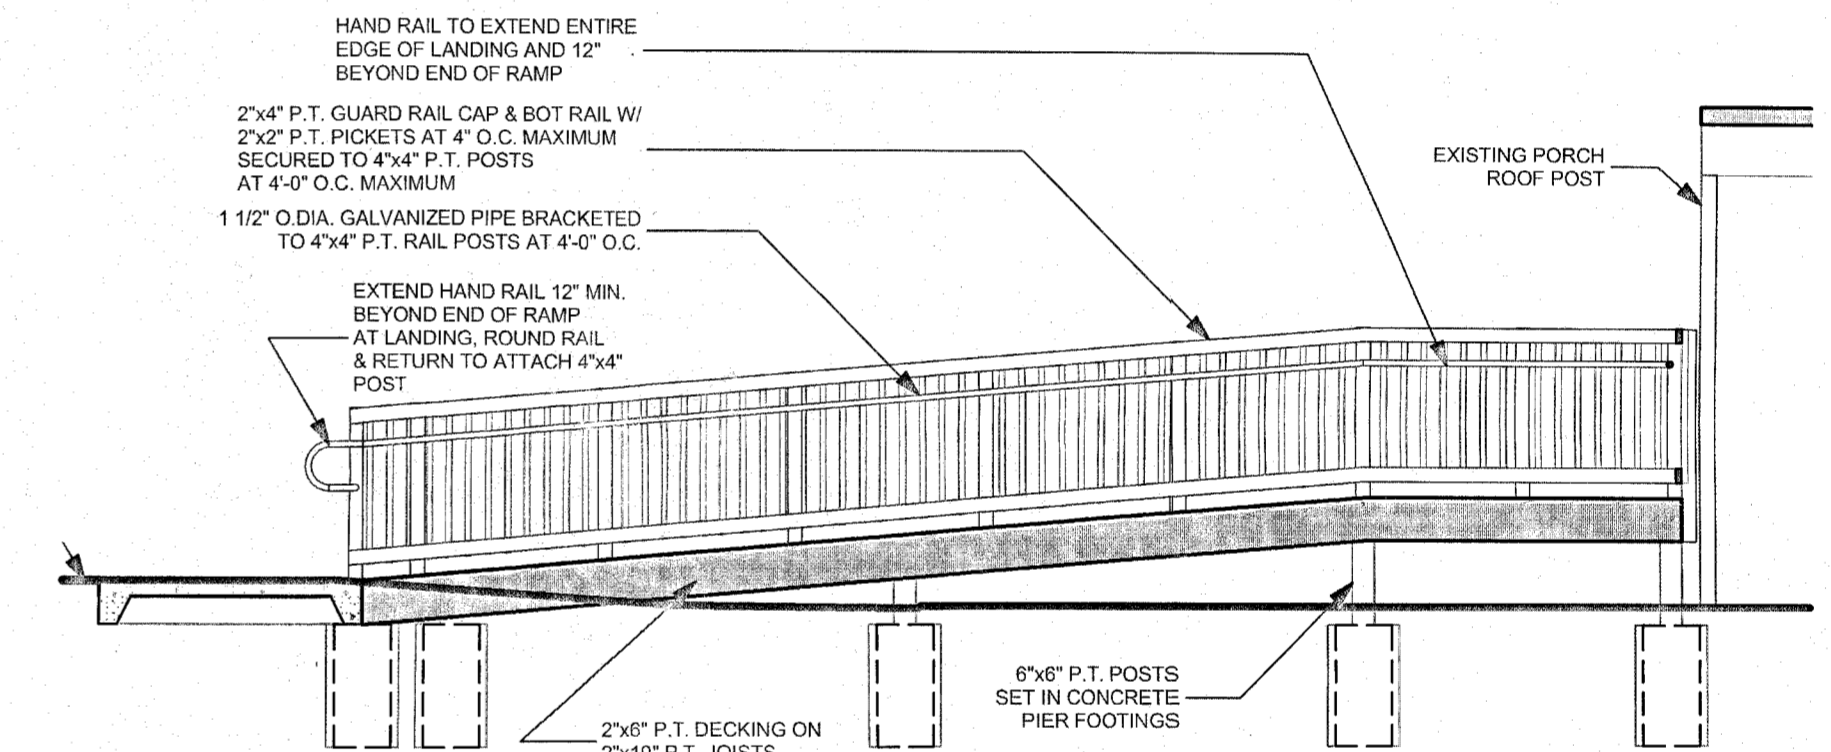 HAND RAIL TO EXTEND ENTIRE
EDGE OF LANDING AND 12"
BEYOND END OF RAMP
2"x4" P.T. GUARD RAIL CAP & BOT RAIL W/
2"x2" P.T. PICKETS AT 4" O.C. MAXIMUM
SECURED TO 4"x4" P.T. POSTS
AT 4'-0" O.C. MAXIMUM
EXISTING PORCH
ROOF POST
1 1/2" O.DIA. GALVANIZED PIPE BRACKETED
TO 4"x4" P.T. RAIL POSTS AT 4'-0" O.C.
EXTEND HAND RAIL 12" MIN.
BEYOND END OF RAMP
AT LANDING, ROUND RAIL
& RETURN TO ATTACH 4"x4"
POST
6"x6" P.T. POSTS
SET IN CONCRETE
PIER FOOTINGS
2"x6" P.T. DECKING ON
2"x10" P.T. JOISTS